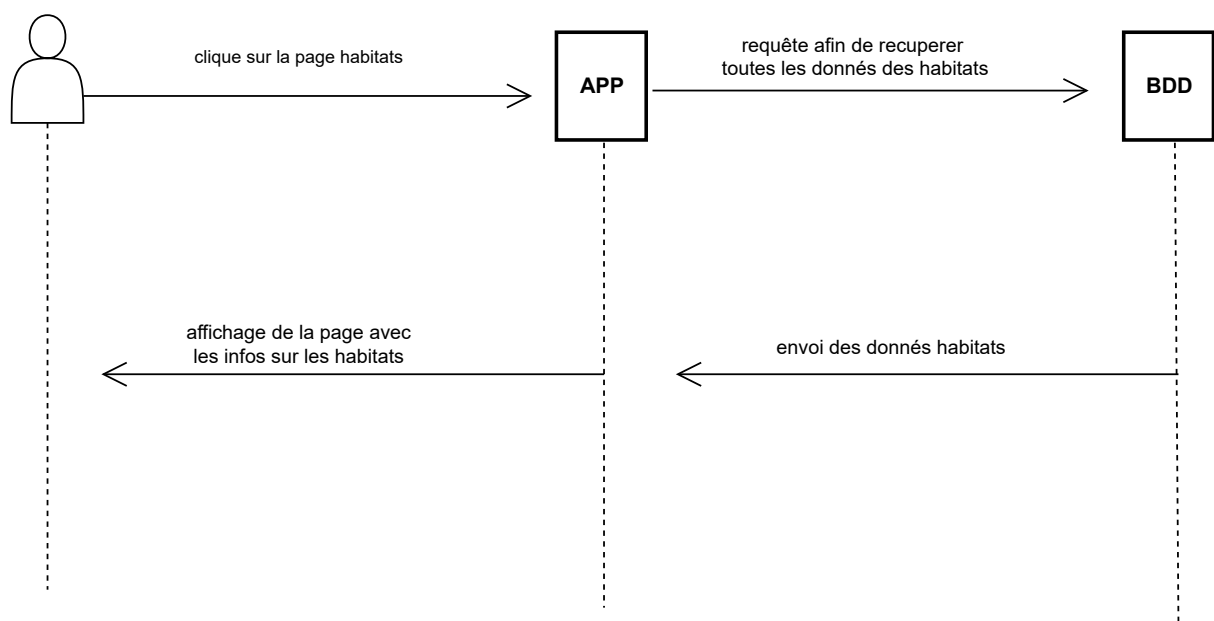 clique sur la page habitats
APP
requête afin de recuperer
toutes les donnés des habitats
BDD
affichage de la page avec
les infos sur les habitats
envoi des donnés habitats